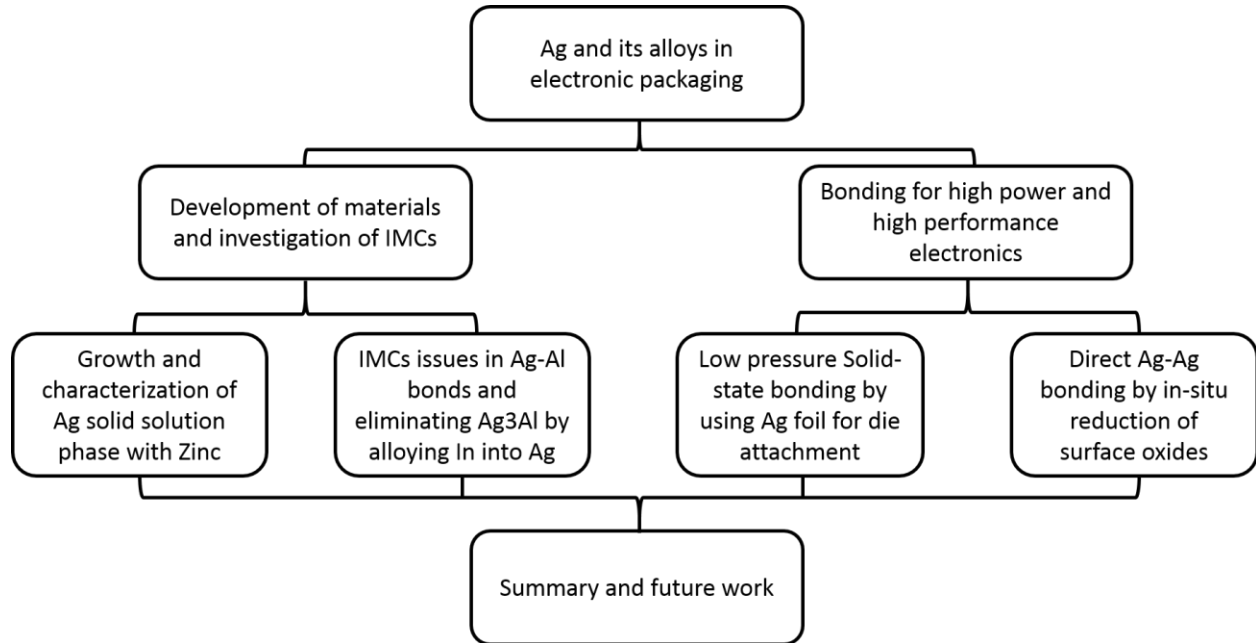 Ag and its alloys in
electronic packaging
Development of materials
and investigation of IMCs
Bonding for high power and
high performance
electronics
Growth and
characterization of
Ag solid solution
phase with Zinc
IMCs issues in Ag-Al
bonds and
eliminating Ag3Al by
alloying In into Ag
Low pressure Solid-
state bonding by
using Ag foil for die
attachment
Direct Ag-Ag
bonding by in-situ
reduction of
surface oxides
Summary and future work